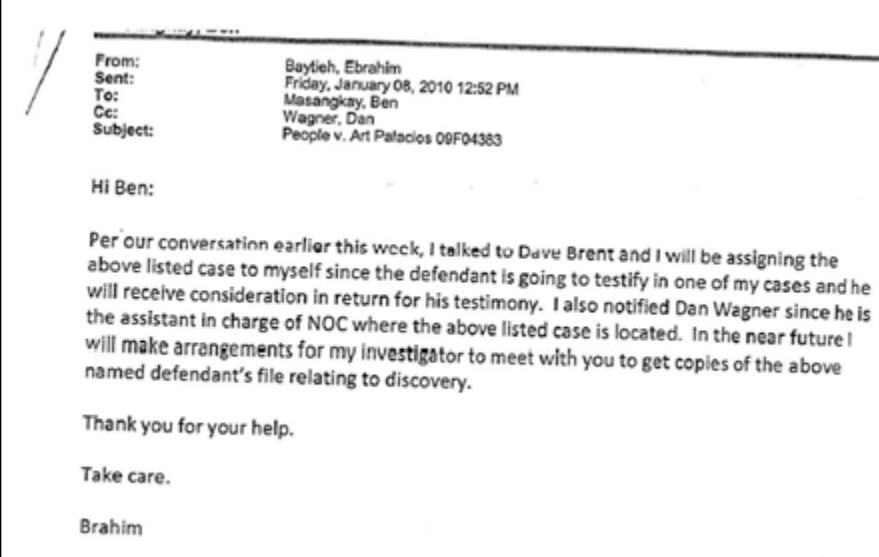 From: Baytieh, Ebrahim
Sent: Friday, January 08, 2010 12:52 PM
To: Masangkay, Ben
Cc: Wagner, Dan
Subject: People v. Art Palacios 09F04383
Hi Ben:
Per our conversation earlier this week, I talked to Dave Brent and I will be assigning the
above listed case to myself since the defendant is going to testify in one of my cases and he
will receive consideration in return for his testimony. I also notified Dan Wagner since he is
the assistant in charge of NOC where the above listed case is located. In the near future I
will make arrangements for my investigator to meet with you to get copies of the above
named defendant's file relating to discovery.
Thank you for your help.
Take care.
Brahim